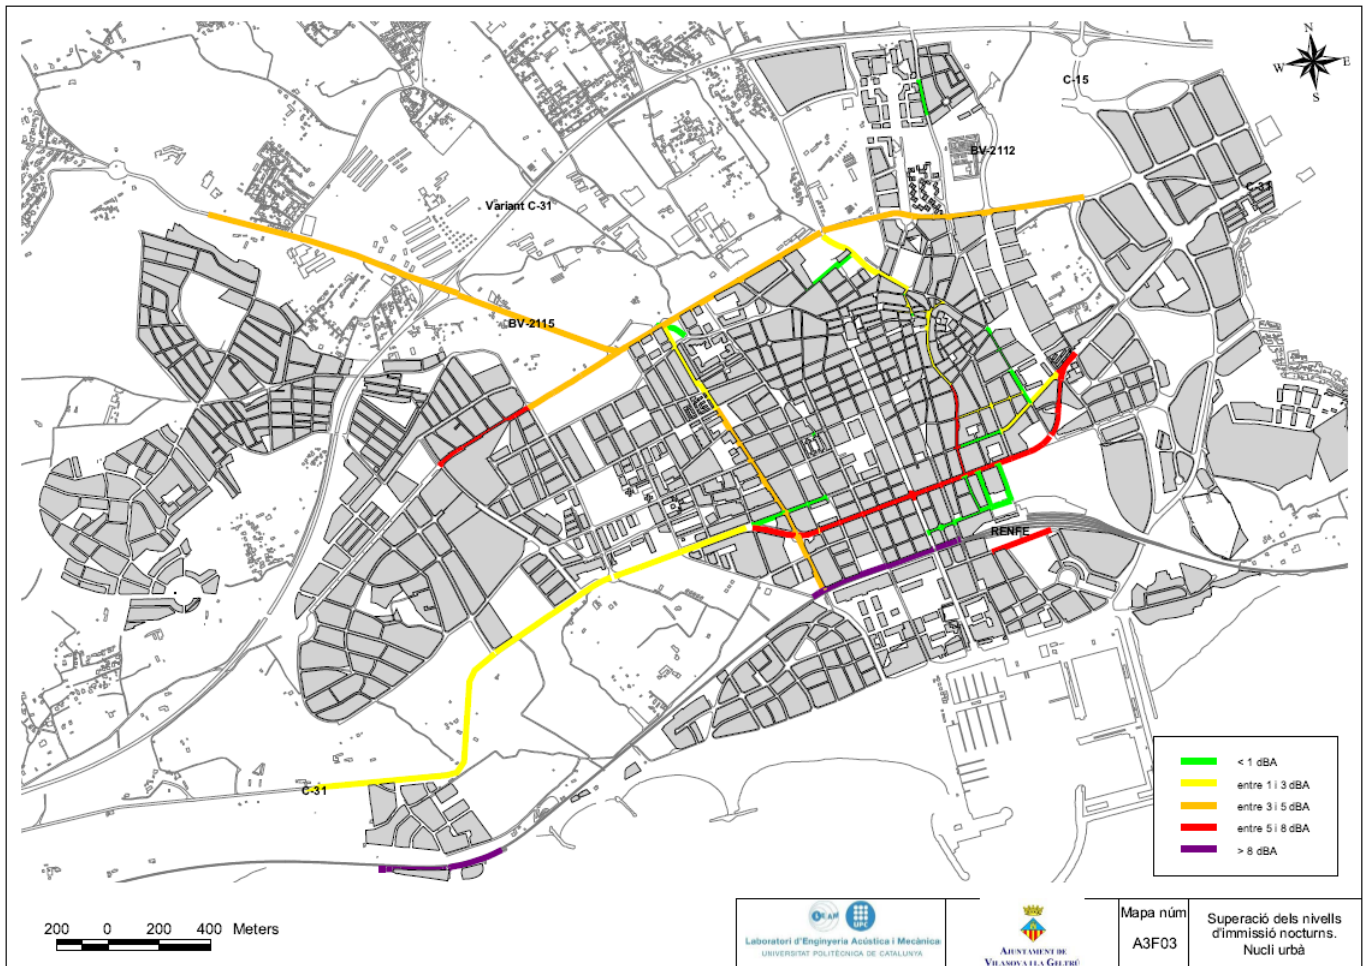 N
W
E
S
C-15
BV-2112
C-31
Variant C-31
BV-2115
RENFE
C-31
< 1 dBA
entre 1 i 3 dBA
entre 3 i 5 dBA
entre 5 i 8 dBA
> 8 dBA
200 0 200 400 Meters
Laboratori d'Enginyeria Acústica i Mecànica
UNIVERSITAT POLITÈCNICA DE CATALUNYA
UPC
AJUNTAMENT DE
VILANOVA I LA GELTRÚ
Mapa núm
A3F03
Superació dels nivells
d'immissió nocturns.
Nucli urbà